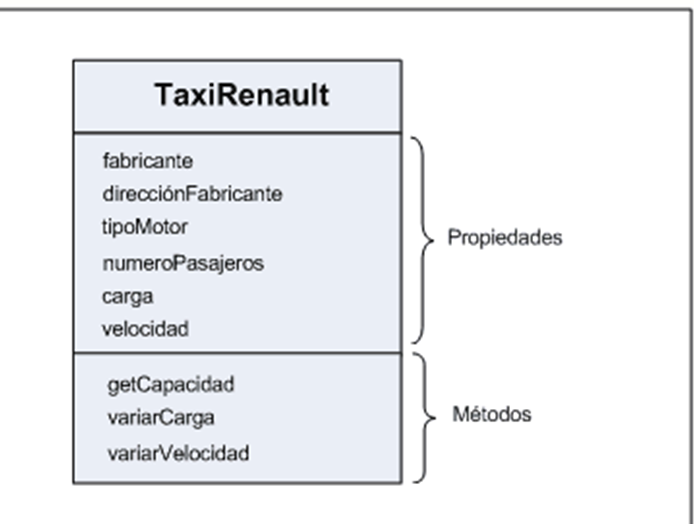 TaxiRenault
fabricante
direcciónFabricante
tipoMotor
numeroPasajeros
carga
velocidad
Propiedades
getCapacidad
variarCarga
variarVelocidad
Métodos